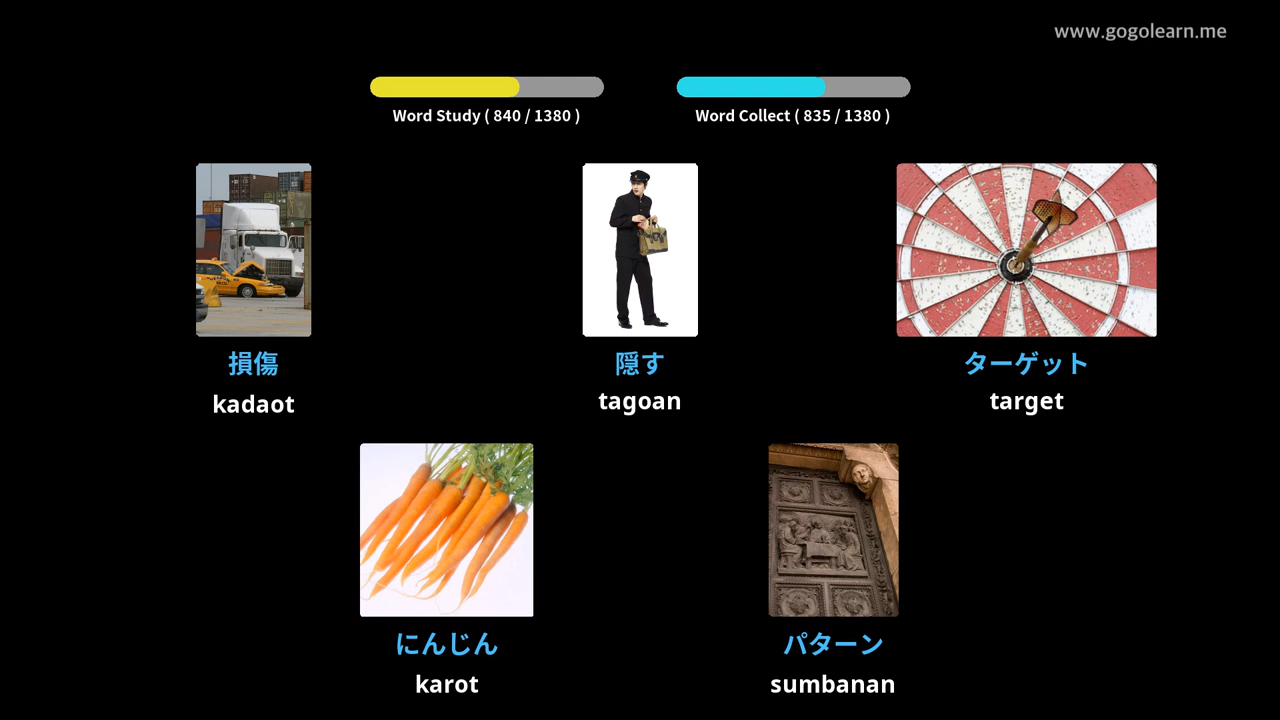 www.gogolearn.me
Word Study ( 840 / 1380 )
Word Collect ( 835 / 1380 )
損傷
kadaot
隠す
tagoan
ターゲット
target
にんじん
karot
パターン
sumbanan